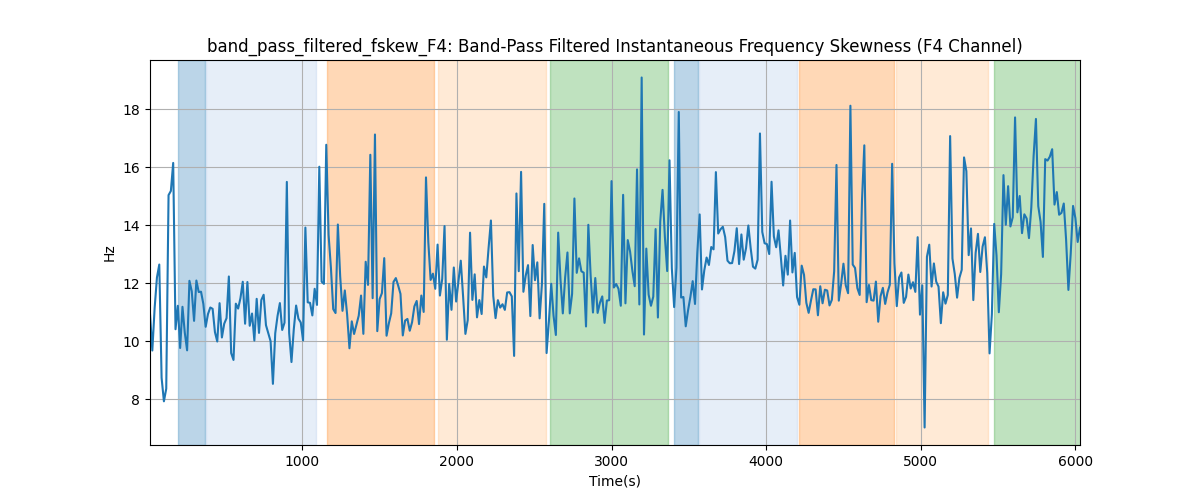 band_pass_filtered_fskew_F4: Band-Pass Filtered Instantaneous Frequency Skewness (F4 Channel)
Hz
18
16
14
12
10
8
1000 2000 3000 4000 5000 6000
Time(s)